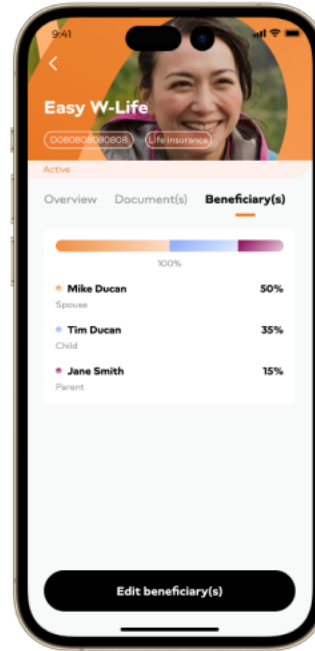 9:41
Easy W-Life
D080808080808 Life insurance
Active
Overview Document(s) Beneficiary(s)
100%
Mike Ducan 50%
Spouse
Tim Ducan 35%
Child
Jane Smith 15%
Parent
Edit beneficiary(s)